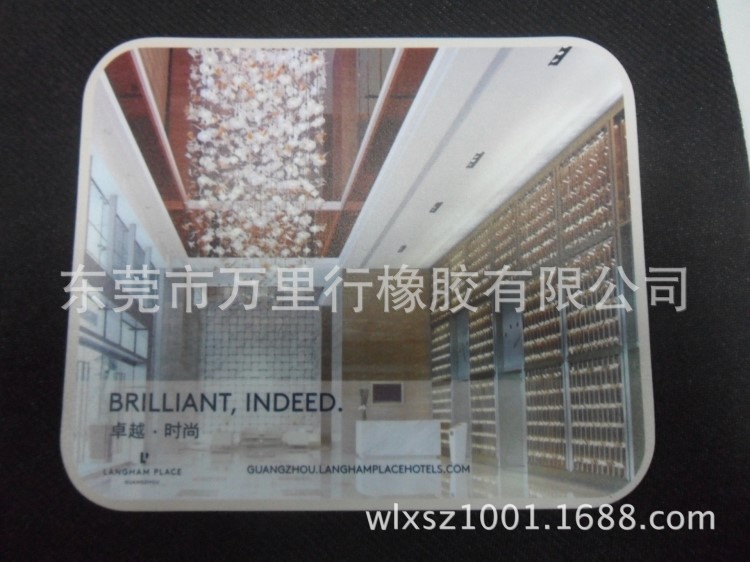 东莞市万里行橡胶有限公司
BRILLIANT, INDEED.
卓越·时尚
LANGHAM PLACE
GUANGZHOU
GUANGZHOU.LANGHAMPLACEHOTELS.COM
wlxsz1001.1688.com